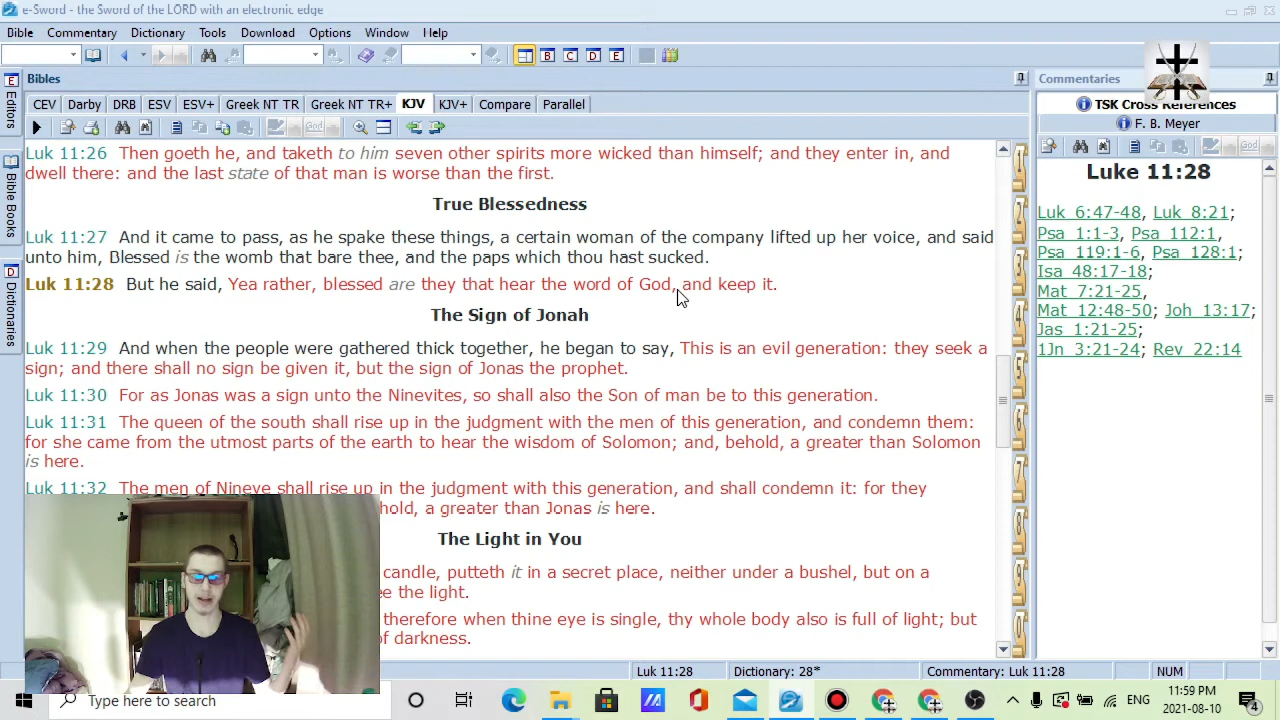 e-Sword - the Sword of the LORD with an electronic edge
Bible Commentary Dictionary Tools Download Options Window Help
Bibles
Commentaries
CEV Darby DRB ESV ESV+ Greek NT TR Greek NT TR+ KJV KJV+ Compare Parallel
TSK Cross References
F. B. Meyer
God
God
Editors
Bible Books
Dictionaries
Luk 11:26 Then goeth he, and taketh to him seven other spirits more wicked than himself; and they enter in, and
dwell there: and the last state of that man is worse than the first.
True Blessedness
Luk 11:27 And it came to pass, as he spake these things, a certain woman of the company lifted up her voice, and said
unto him, Blessed is the womb that bare thee, and the paps which thou hast sucked.
Luk 11:28 But he said, Yea rather, blessed are they that hear the word of God, and keep it.
The Sign of Jonah
Luk 11:29 And when the people were gathered thick together, he began to say, This is an evil generation: they seek a
sign; and there shall no sign be given it, but the sign of Jonas the prophet.
Luk 11:30 For as Jonas was a sign unto the Ninevites, so shall also the Son of man be to this generation.
Luk 11:31 The queen of the south shall rise up in the judgment with the men of this generation, and condemn them:
for she came from the utmost parts of the earth to hear the wisdom of Solomon; and, behold, a greater than Solomon
is here.
Luk 11:32 The men of Nineve shall rise up in the judgment with this generation, and shall condemn it: for they
hold, a greater than Jonas is here.
The Light in You
candle, putteth it in a secret place, neither under a bushel, but on a
e the light.
therefore when thine eye is single, thy whole body also is full of light; but
of darkness.
1
2
3
4
5
6
7
8
9
0
Luke 11:28
Luk 6:47-48, Luk 8:21;
Psa 1:1-3, Psa 112:1,
Psa 119:1-6, Psa 128:1;
Isa 48:17-18;
Mat 7:21-25,
Mat 12:48-50; Joh 13:17;
Jas 1:21-25;
1Jn 3:21-24; Rev 22:14
Luk 11:28 Dictionary: 28* Commentary: Luk 11:28 NUM
Type here to search
ENG
11:59 PM
2021-08-10
4